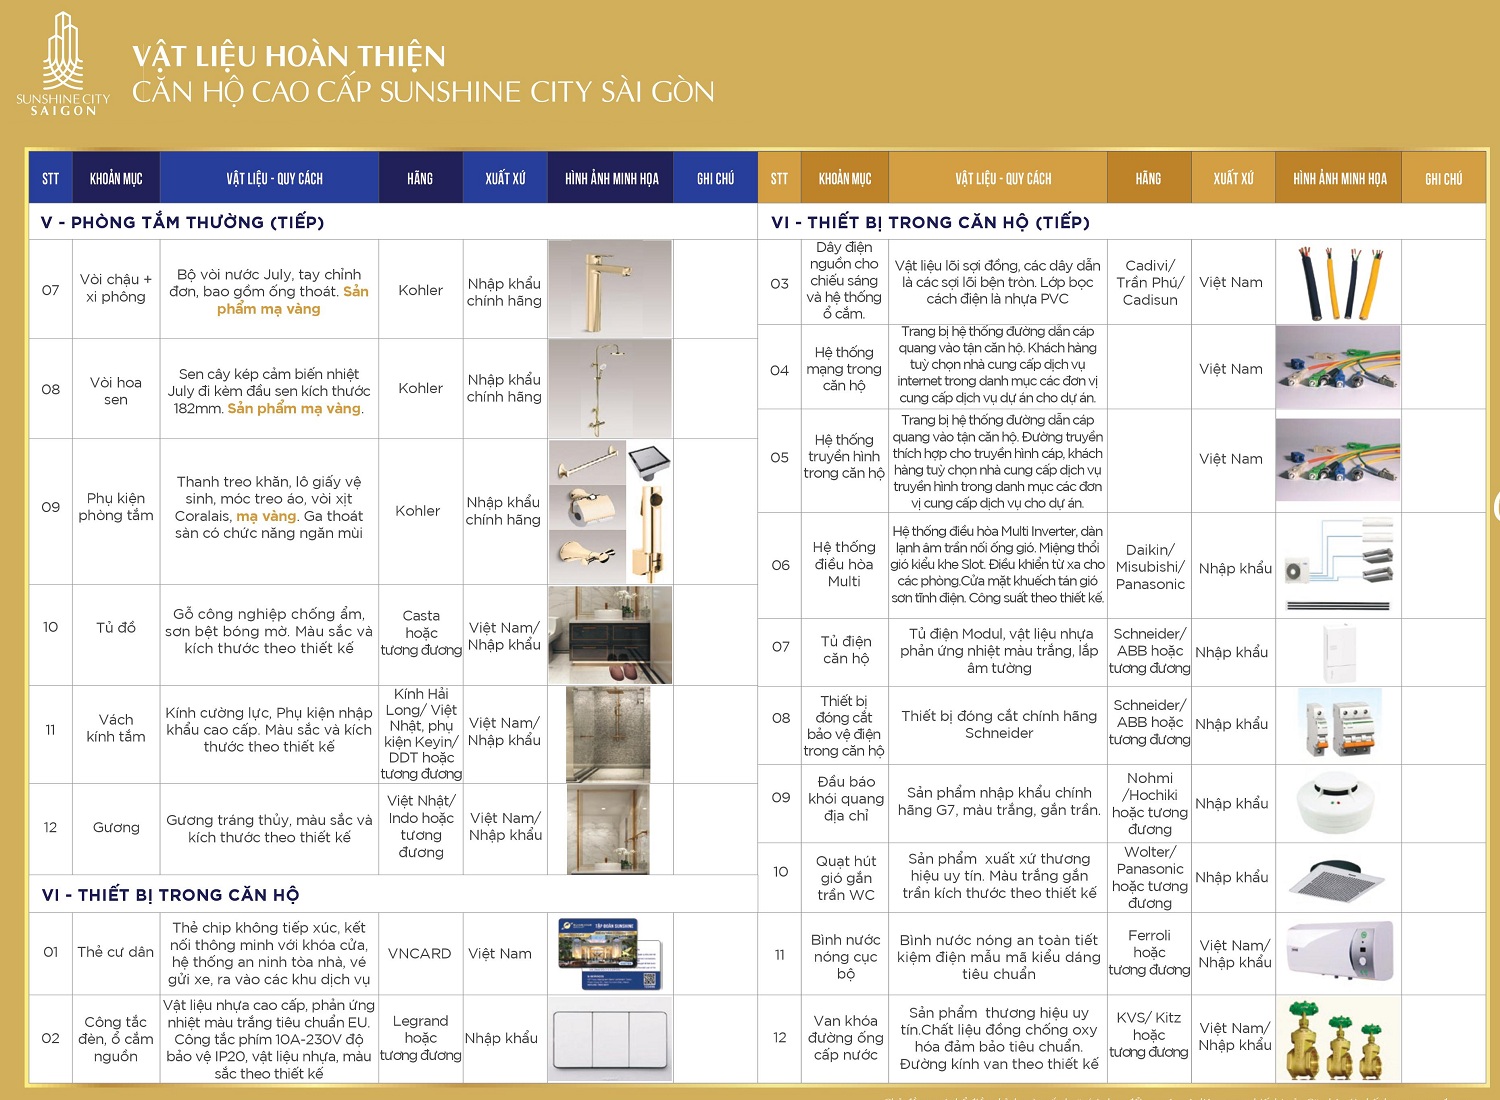 SUNSHINE CITY
SAIGON
VẬT LIỆU HOÀN THIỆN
CĂN HỘ CAO CẤP SUNSHINE CITY SÀI GÒN
STT
KHOẢN MỤC
VẬT LIỆU - QUY CÁCH
HÃNG
XUẤT XỨ
HÌNH ẢNH MINH HỌA
GHI CHÚ
V - PHÒNG TẮM THƯỜNG (TIẾP)
07
Vòi chậu +
xi phông
Bộ vòi nước July, tay chỉnh
đơn, bao gồm ống thoát. Sản
phẩm mạ vàng
Kohler
Nhập khẩu
chính hãng
08
Vòi hoa
sen
Sen cây kép cảm biến nhiệt
July đi kèm đầu sen kích thước
182mm. Sản phẩm mạ vàng.
Kohler
Nhập khẩu
chính hãng
09
Phụ kiện
phòng tắm
Thanh treo khăn, lô giấy vệ
sinh, móc treo áo, vòi xịt
Coralais, mạ vàng. Ga thoát
sàn có chức năng ngăn mùi
Kohler
Nhập khẩu
chính hãng
10
Tủ đồ
Gỗ công nghiệp chống ẩm,
sơn bệt bóng mờ. Màu sắc và
kích thước theo thiết kế
Casta
hoặc
tương đương
Việt Nam/
Nhập khẩu
11
Vách
kính tắm
Kính cường lực, Phụ kiện nhập
khẩu cao cấp. Màu sắc và kích
thước theo thiết kế
Kính Hải
Long/ Việt
Nhật, phụ
kiện Keyin/
DDT hoặc
tương đương
Việt Nam/
Nhập khẩu
12
Gương
Gương tráng thủy, màu sắc và
kích thước theo thiết kế
Việt Nhật/
Indo hoặc
tương
đương
Việt Nam/
Nhập khẩu
VI - THIẾT BỊ TRONG CĂN HỘ
01
Thẻ cư dân
Thẻ chip không tiếp xúc, kết
nối thông minh với khóa cửa,
hệ thống an ninh tòa nhà, vé
gửi xe, ra vào các khu dịch vụ
VNCARD
Việt Nam
TẬP ĐOÀN SUNSHINE
02
Công tắc
đèn, ổ cắm
nguồn
Vật liệu nhựa cao cấp, phản ứng
nhiệt màu trắng tiêu chuẩn EU.
Công tắc phím 10A-230V độ
bảo vệ IP20, vật liệu nhựa, màu
sắc theo thiết kế
Legrand
hoặc
tương đương
Nhập khẩu
STT
KHOẢN MỤC
VẬT LIỆU - QUY CÁCH
HÃNG
XUẤT XỨ
HÌNH ẢNH MINH HỌA
GHI CHÚ
VI - THIẾT BỊ TRONG CĂN HỘ (TIẾP)
03
Dây điện
nguồn cho
chiếu sáng
và hệ thống
ổ cắm.
Vật liệu lõi sợi đồng, các dây dẫn
là các sợi lõi bện tròn. Lớp bọc
cách điện là nhựa PVC
Cadivi/
Trần Phú/
Cadisun
Việt Nam
04
Hệ thống
mạng trong
căn hộ
Trang bị hệ thống đường dẫn cáp
quang vào tận căn hộ. Khách hàng
tuỳ chọn nhà cung cấp dịch vụ
internet trong danh mục các đơn vị
cung cấp dịch vụ dự án cho dự án.
Việt Nam
05
Hệ thống
truyền hình
trong căn hộ
Trang bị hệ thống đường dẫn cáp
quang vào tận căn hộ. Đường truyền
thích hợp cho truyền hình cáp, khách
hàng tuỳ chọn nhà cung cấp dịch vụ
truyền hình trong danh mục các đơn
vị cung cấp dịch vụ cho dự án.
Việt Nam
06
Hệ thống
điều hòa
Multi
Hệ thống điều hòa Multi Inverter, dàn
lạnh âm trần nối ống gió. Miệng thổi
gió kiểu khe Slot. Điều khiển từ xa cho
các phòng.Cửa mặt khuếch tán gió
sơn tĩnh điện. Công suất theo thiết kế.
Daikin/
Misubishi/
Panasonic
Nhập khẩu
07
Tủ điện
căn hộ
Tủ điện Modul, vật liệu nhựa
phản ứng nhiệt màu trắng, lắp
âm tường
Schneider/
ABB hoặc
tương đương
Nhập khẩu
08
Thiết bị
đóng cắt
bảo vệ điện
trong căn hộ
Thiết bị đóng cắt chính hãng
Schneider
Schneider/
ABB hoặc
tương đương
Nhập khẩu
09
Đầu báo
khói quang
địa chỉ
Sản phẩm nhập khẩu chính
hãng G7, màu trắng, gắn trần.
Nohmi
/Hochiki
hoặc tương
đương
Nhập khẩu
10
Quạt hút
gió gắn
trần WC
Sản phẩm xuất xứ thương
hiệu uy tín. Màu trắng gắn
trần kích thước theo thiết kế
Wolter/
Panasonic
hoặc tương
đương
Nhập khẩu
11
Bình nước
nóng cục
bộ
Bình nước nóng an toàn tiết
kiệm điện mẫu mã kiểu dáng
tiêu chuẩn
Ferroli
hoặc
tương đương
Việt Nam/
Nhập khẩu
12
Van khóa
đường ống
cấp nước
Sản phẩm thương hiệu uy
tín.Chất liệu đồng chống oxy
hóa đảm bảo tiêu chuẩn.
Đường kính van theo thiết kế
KVS/ Kitz
hoặc
tương đương
Việt Nam/
Nhập khẩu